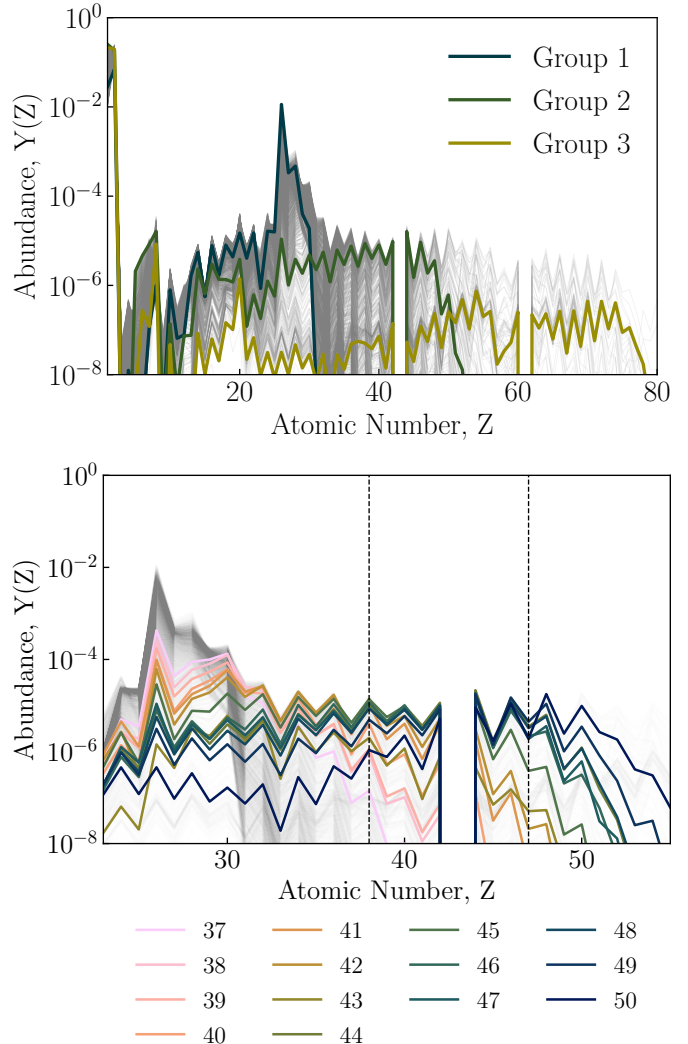 10^0
10^-2
10^-4
10^-6
10^-8
Abundance, Y(Z)
Group 1
Group 2
Group 3
20 40 60 80
Atomic Number, Z
10^0
10^-2
10^-4
10^-6
10^-8
Abundance, Y(Z)
30 40 50
Atomic Number, Z
37 41 45 48
38 42 46 49
39 43 47 50
40 44